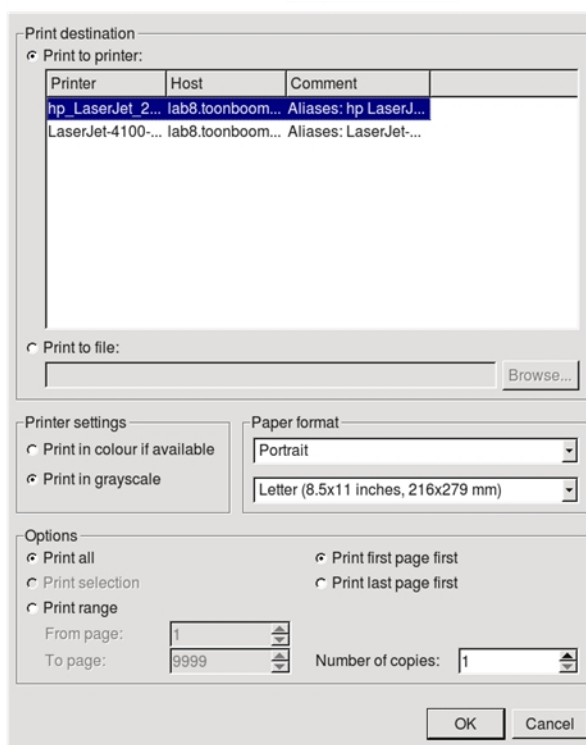 Print destination
Print to printer:
Printer Host Comment
hp_LaserJet_2... lab8.toonboom... Aliases: hp LaserJ...
LaserJet-4100-... lab8.toonboom... Aliases: LaserJet-...
Print to file:
Browse...
Printer settings
Print in colour if available
Print in grayscale
Paper format
Portrait
Letter (8.5x11 inches, 216x279 mm)
Options
Print all
Print selection
Print range
From page: 1
To page: 9999
Print first page first
Print last page first
Number of copies: 1
OK Cancel